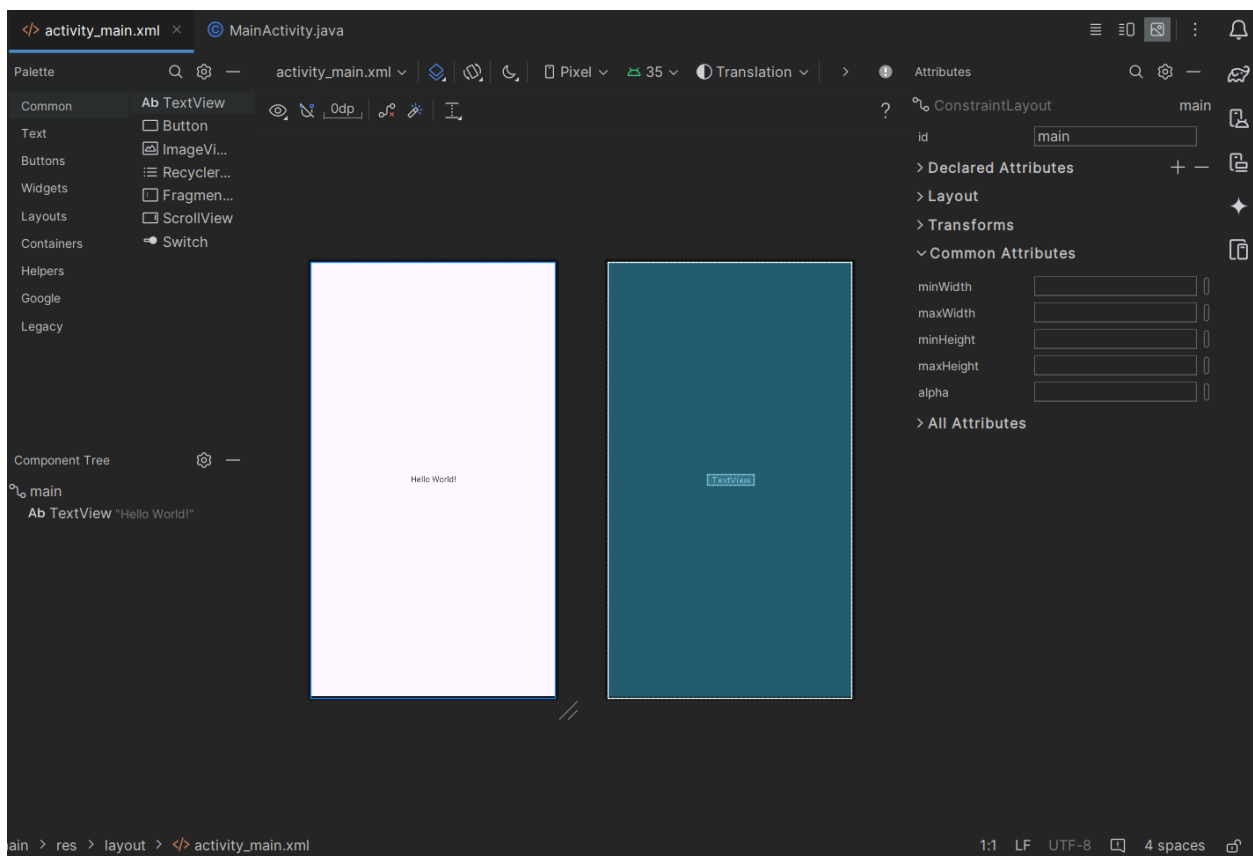 </> activity_main.xml × © MainActivity.java
Palette
activity_main.xml Pixel 35 Translation >
Attributes
Common
Text
Buttons
Widgets
Layouts
Containers
Helpers
Google
Legacy
Ab TextView
Button
ImageVi...
Recycler...
Fragmen...
ScrollView
Switch
0dp
?
ConstraintLayout main
id main
> Declared Attributes + −
> Layout
> Transforms
Common Attributes
minWidth
maxWidth
minHeight
maxHeight
alpha
> All Attributes
Hello World!
TextView
Component Tree
main
Ab TextView "Hello World!"
ain > res > layout > </> activity_main.xml
1:1 LF UTF-8 4 spaces